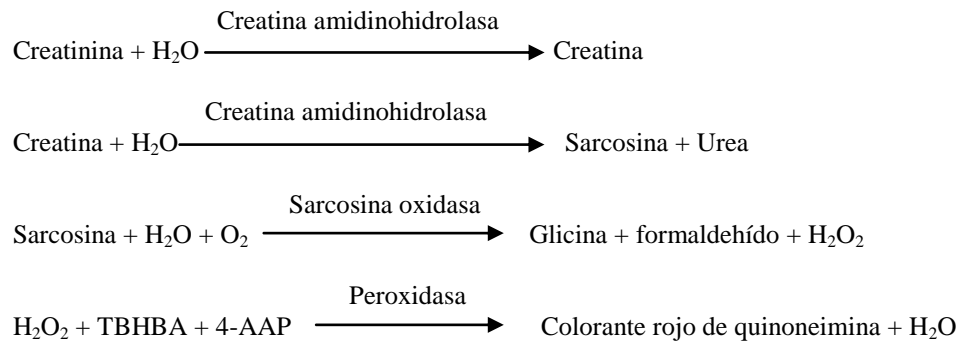 Creatina amidinohidrolasa
Creatinina + H₂O Creatina
Creatina amidinohidrolasa
Creatina + H₂O Sarcosina + Urea
Sarcosina oxidasa
Sarcosina + H₂O + O₂ Glicina + formaldehído + H₂O₂
Peroxidasa
H₂O₂ + TBHBA + 4-AAP Colorante rojo de quinoneimina + H₂O